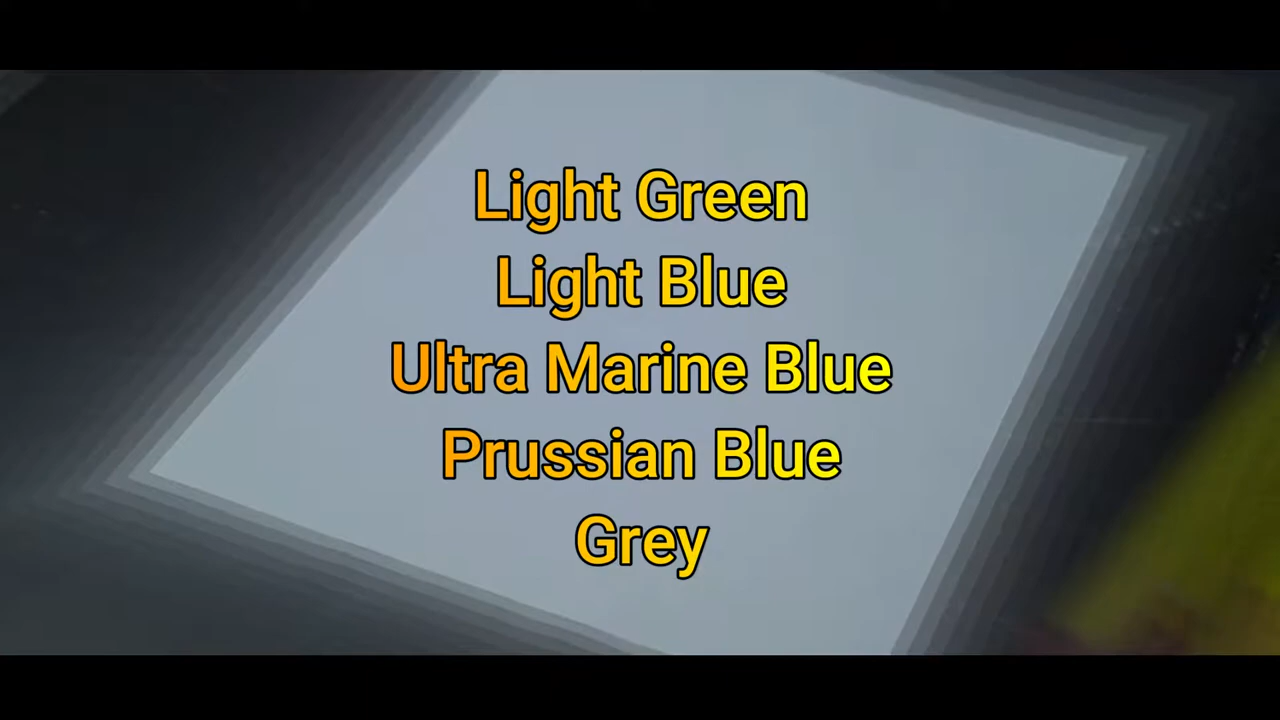 Light Green
Light Blue
Ultra Marine Blue
Prussian Blue
Grey